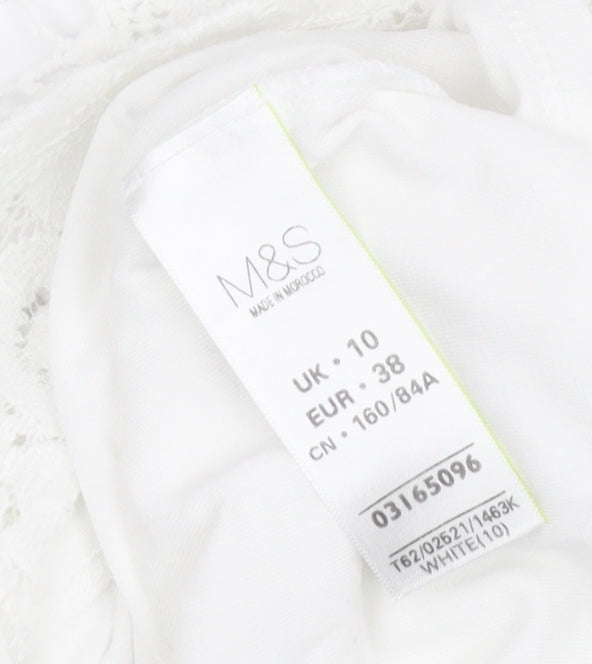 M&S
MADE IN MOROCCO
UK • 10
EUR • 38
CN • 160/84A
03165096
T62/02621/1463K
WHITE(10)